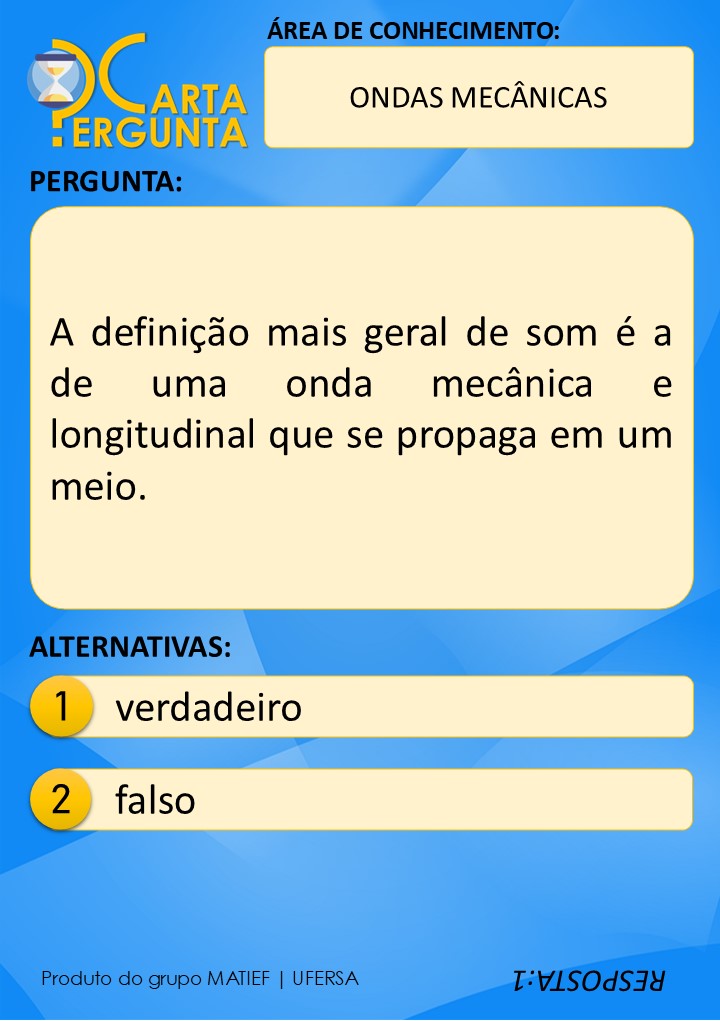 ÁREA DE CONHECIMENTO:
CARTA
PERGUNTA
ONDAS MECÂNICAS
PERGUNTA:
A definição mais geral de som é a
de uma onda mecânica e
longitudinal que se propaga em um
meio.
ALTERNATIVAS:
1 verdadeiro
2 falso
Produto do grupo MATIEF | UFERSA
RESPOSTA:1